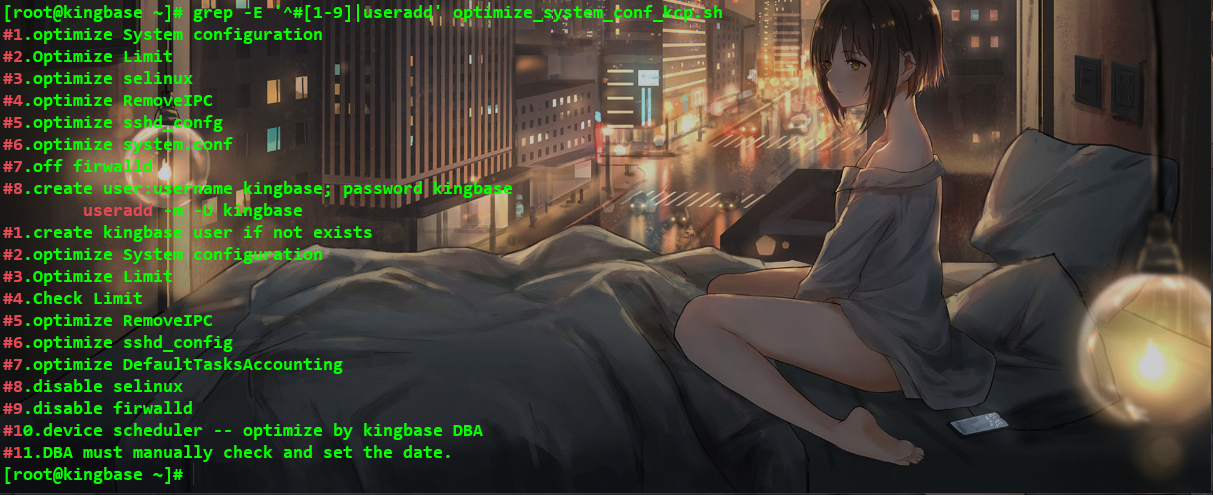 [root@kingbase ~]# grep -E '^#[1-9]|useradd' optimize_system_conf_kcp.sh
#1.optimize System configuration
#2.Optimize Limit
#3.optimize selinux
#4.optimize RemoveIPC
#5.optimize sshd_confg
#6.optimize system.conf
#7.off firwalld
#8.create user:username kingbase; password kingbase
        useradd -m -U kingbase
#1.create kingbase user if not exists
#2.optimize System configuration
#3.Optimize Limit
#4.Check Limit
#5.optimize RemoveIPC
#6.optimize sshd_config
#7.optimize DefaultTasksAccounting
#8.disable selinux
#9.disable firwalld
#10.device scheduler -- optimize by kingbase DBA
#11.DBA must manually check and set the date.
[root@kingbase ~]#